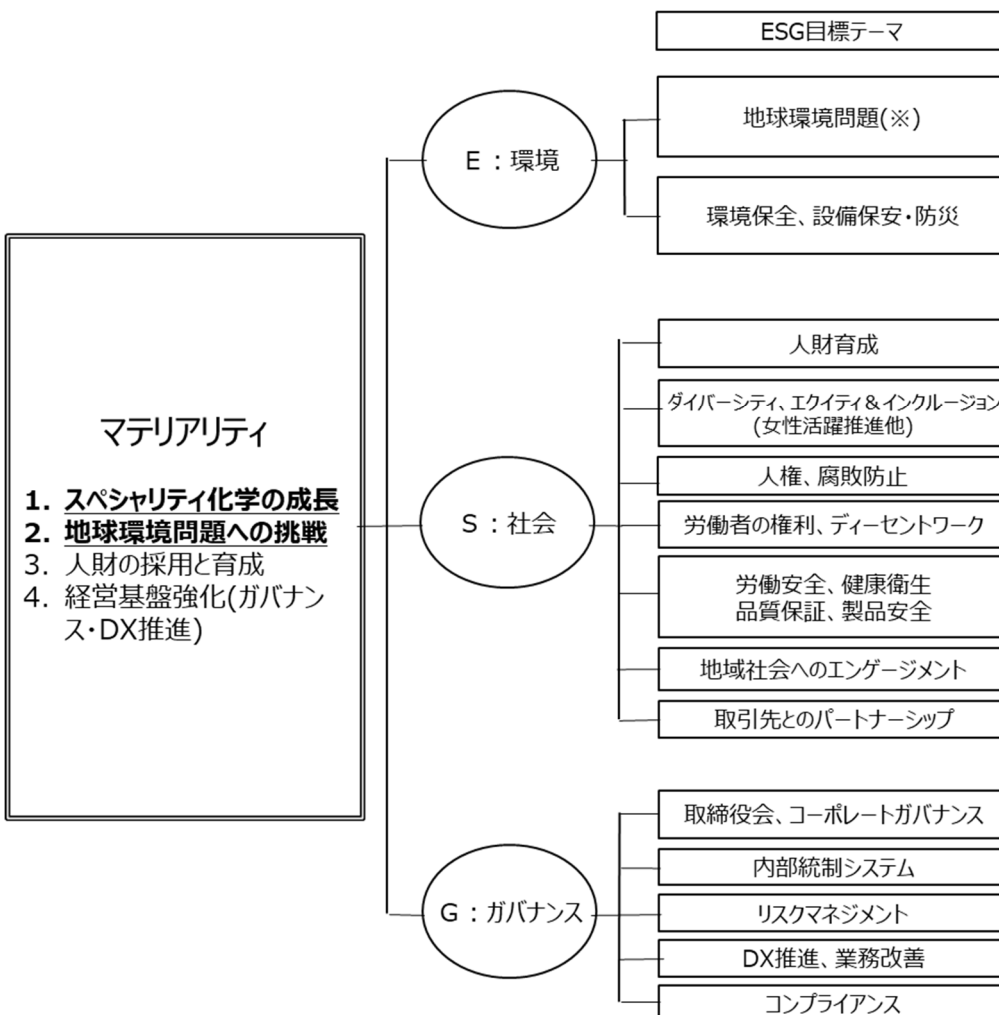 ESG目標テーマ
E：環境
地球環境問題(※)
環境保全、設備保安・防災
マテリアリティ
1. スペシャリティ化学の成長
2. 地球環境問題への挑戦
3. 人財の採用と育成
4. 経営基盤強化(ガバナン
ス・DX推進)
S：社会
人財育成
ダイバーシティ、エクイティ＆インクルージョン
(女性活躍推進他)
人権、腐敗防止
労働者の権利、ディーセントワーク
労働安全、健康衛生
品質保証、製品安全
地域社会へのエンゲージメント
取引先とのパートナーシップ
G：ガバナンス
取締役会、コーポレートガバナンス
内部統制システム
リスクマネジメント
DX推進、業務改善
コンプライアンス